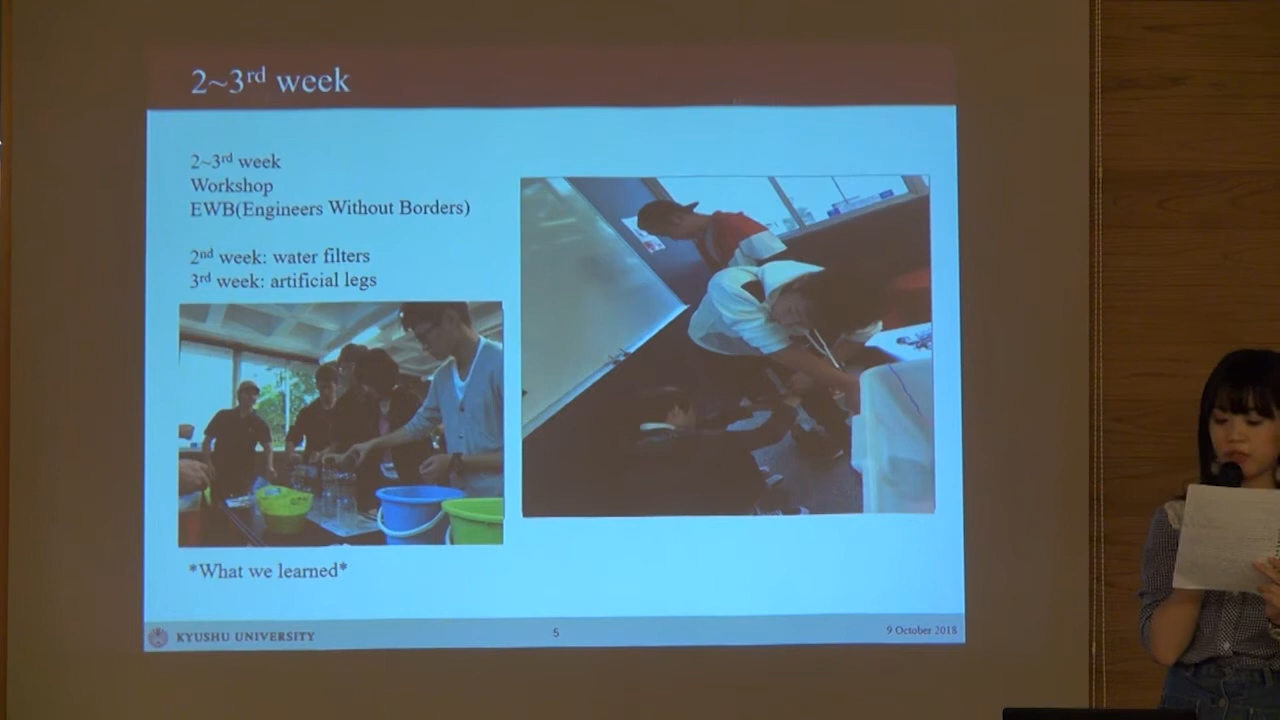 2~3rd week
2~3rd week
Workshop
EWB(Engineers Without Borders)
2nd week: water filters
3rd week: artificial legs
*What we learned*
KYUSHU UNIVERSITY
5
9 October 2018